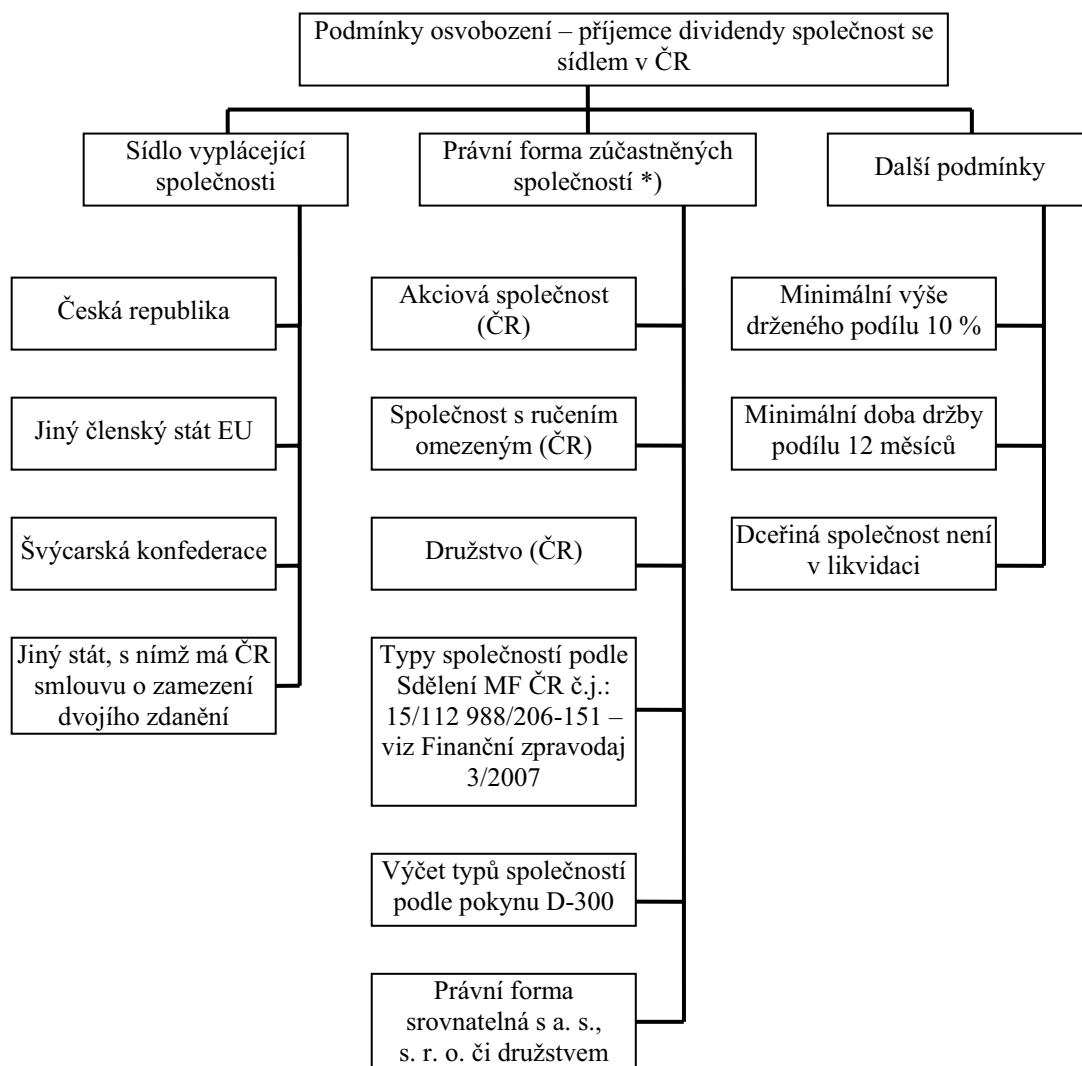 Podmínky osvobození – příjemce dividendy společnost se
sídlem v ČR
Sídlo vyplácející
společnosti
Právní forma zúčastněných
společností *)
Další podmínky
Česká republika
Jiný členský stát EU
Švýcarská konfederace
Jiný stát, s nímž má ČR
smlouvu o zamezení
dvojího zdanění
Akciová společnost
(ČR)
Společnost s ručením
omezeným (ČR)
Družstvo (ČR)
Typy společností podle
Sdělení MF ČR č.j.:
15/112 988/206-151 –
viz Finanční zpravodaj
3/2007
Výčet typů společností
podle pokynu D-300
Právní forma
srovnatelná s a. s.,
s. r. o. či družstvem
Minimální výše
drženého podílu 10 %
Minimální doba držby
podílu 12 měsíců
Dceřiná společnost není
v likvidaci